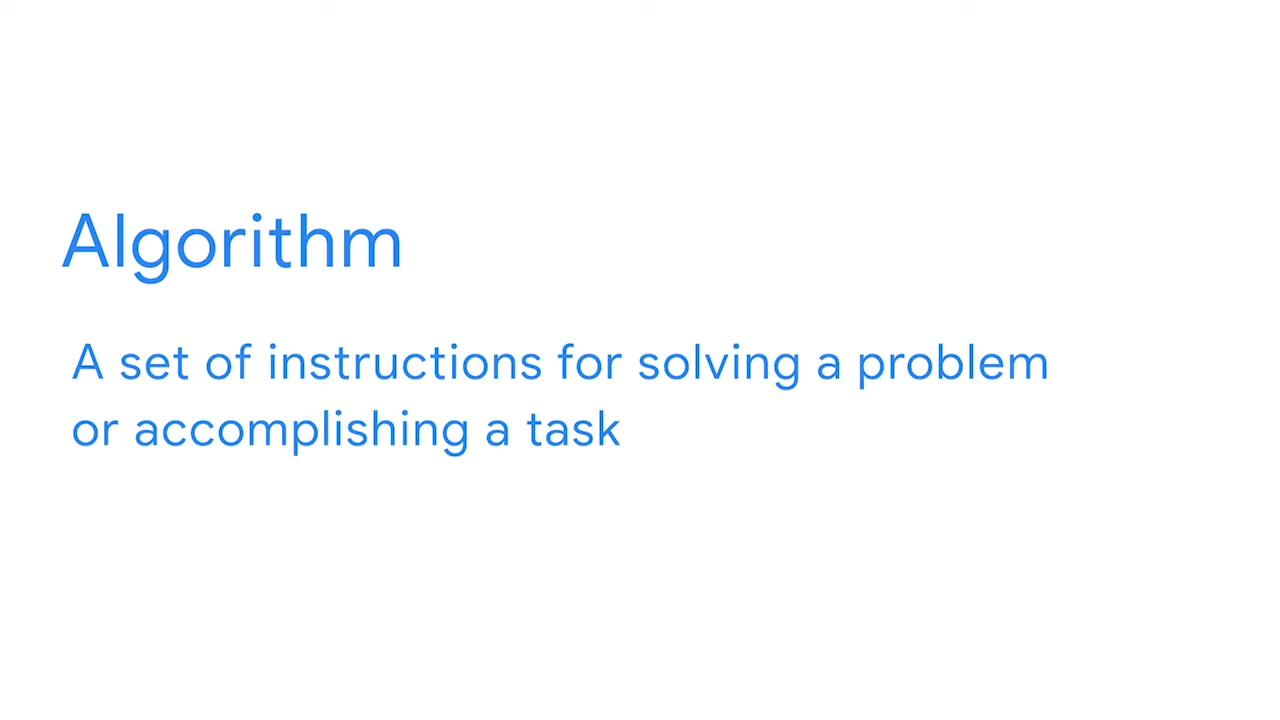 Algorithm
A set of instructions for solving a problem
or accomplishing a task